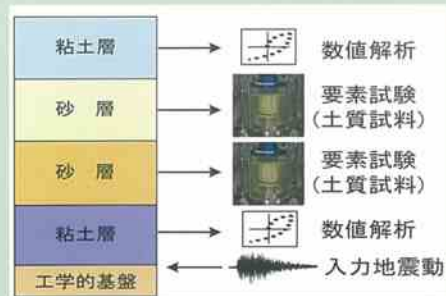 粘土層 数値解析
砂 層 要素試験
(土質試料)
砂 層 要素試験
(土質試料)
粘土層 数値解析
工学的基盤 入力地震動